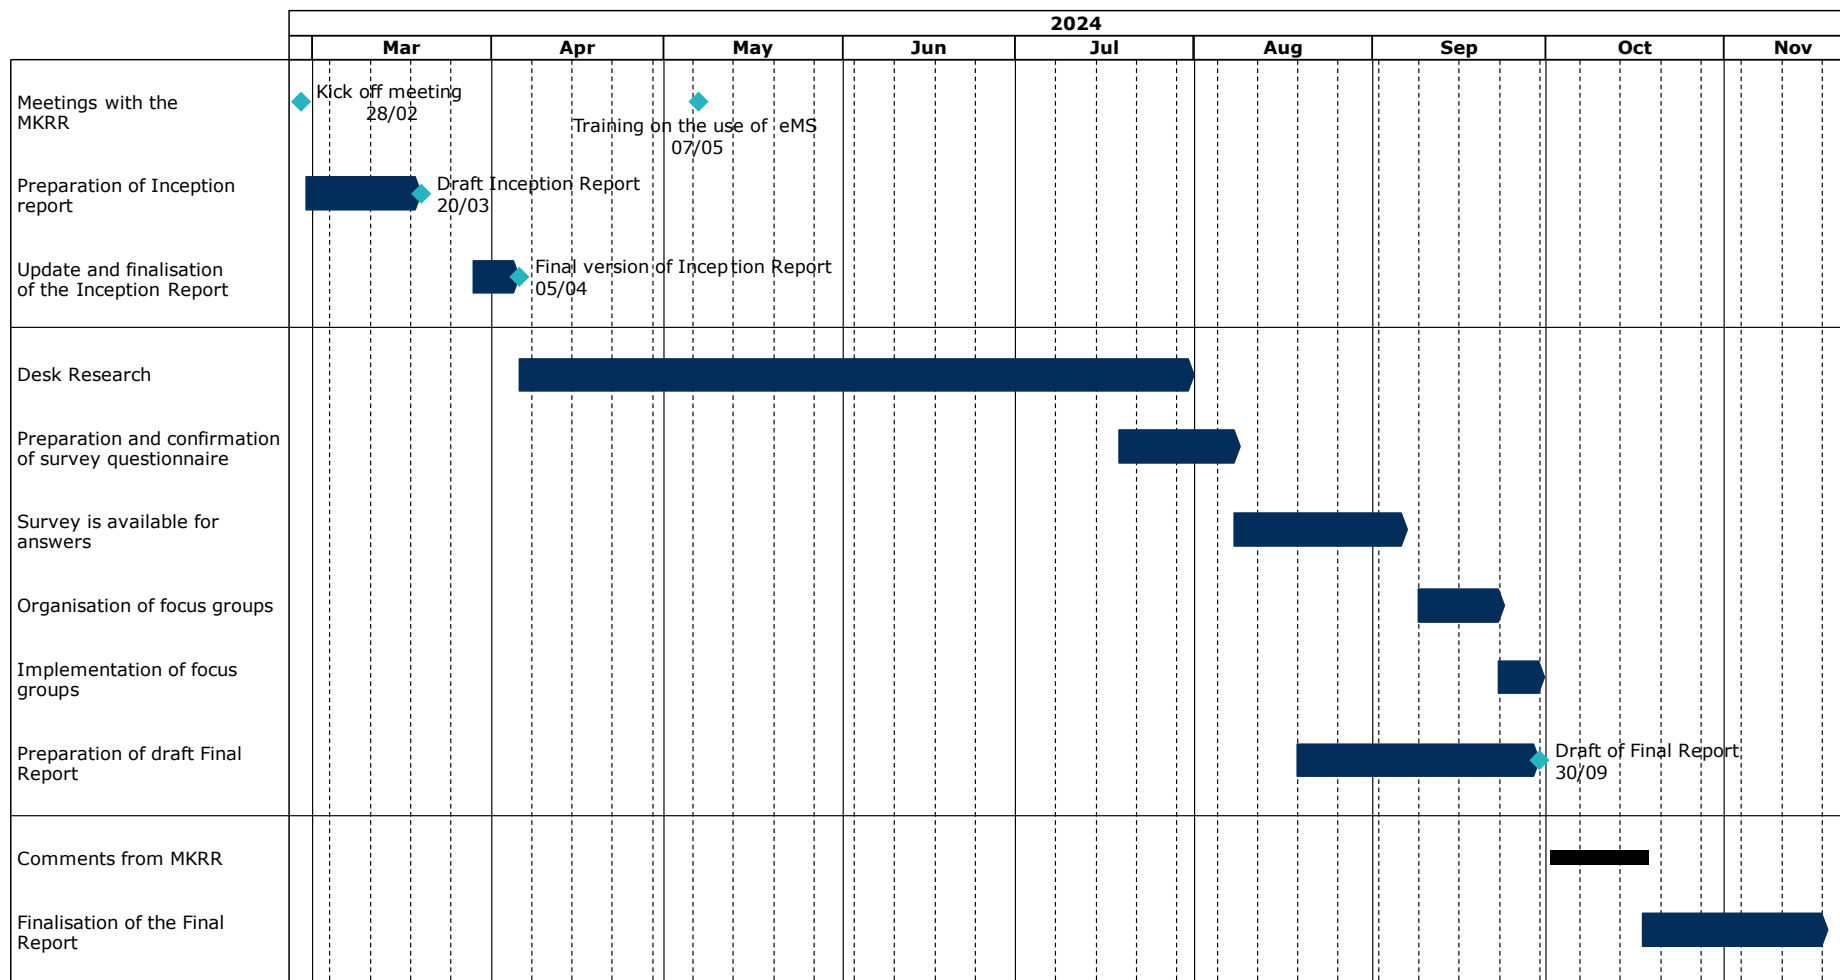 2024
Mar Apr May Jun Jul Aug Sep Oct Nov
Meetings with the
MKRR
Kick off meeting
28/02
Training on the use of eMS
07/05
Preparation of Inception
report
Draft Inception Report
20/03
Update and finalisation
of the Inception Report
Final version of Inception Report
05/04
Desk Research
Preparation and confirmation
of survey questionnaire
Survey is available for
answers
Organisation of focus groups
Implementation of focus
groups
Preparation of draft Final
Report
Draft of Final Report
30/09
Comments from MKRR
Finalisation of the Final
Report